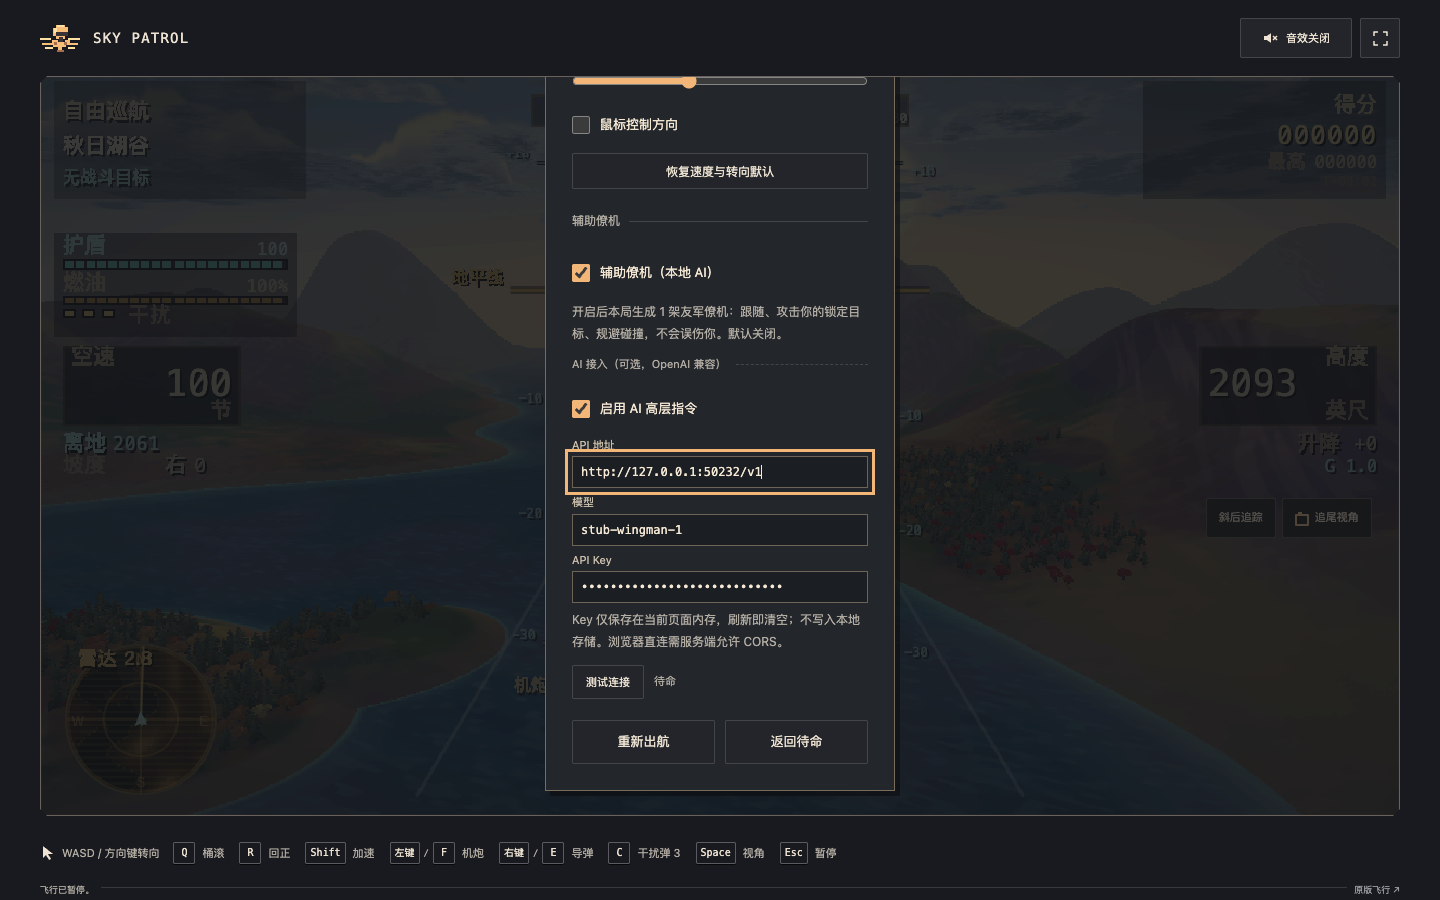 SKY PATROL
音效关闭
自由巡航
秋日湖谷
无战斗目标
得分
000000
最高 000000
鼠标控制方向
恢复速度与转向默认
护盾 100
燃油 100%
干扰
空速
100
节
离地 2061
坡度 右 0
地平线
+10
高度
2093
英尺
升降 +0
G 1.0
斜后追踪
追尾视角
辅助僚机
辅助僚机（本地 AI）
开启后本局生成 1 架友军僚机：跟随、攻击你的锁定目
标、规避碰撞，不会误伤你。默认关闭。
AI 接入（可选，OpenAI 兼容）
启用 AI 高层指令
API 地址
http://127.0.0.1:50232/v1
模型
stub-wingman-1
API Key
••••••••••••••••••••••••••••
Key 仅保存在当前页面内存，刷新即清空；不写入本地
存储。浏览器直连需服务端允许 CORS。
测试连接 待命
重新出航 返回待命
-10 -10
-20 -20
-30 -30
雷达 2.8
W E
S
机炮
WASD / 方向键转向 Q 桶滚 R 回正 Shift 加速 左键 / F 机炮 右键 / E 导弹 C 干扰弹 3 Space 视角 Esc 暂停
飞行已暂停。
原版飞行 ↗